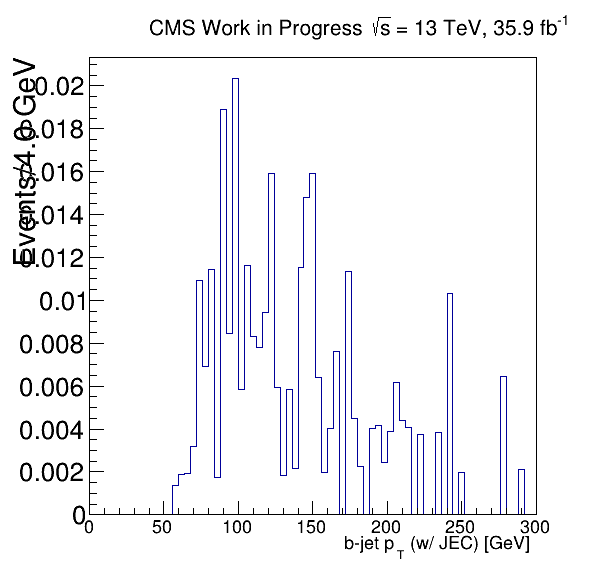 CMS Work in Progress √s = 13 TeV, 35.9 fb-1
Events/4.0 GeV
0.02
0.018
0.016
0.014
0.012
0.01
0.008
0.006
0.004
0.002
0
0 50 100 150 200 250 300
b-jet pT (w/ JEC) [GeV]